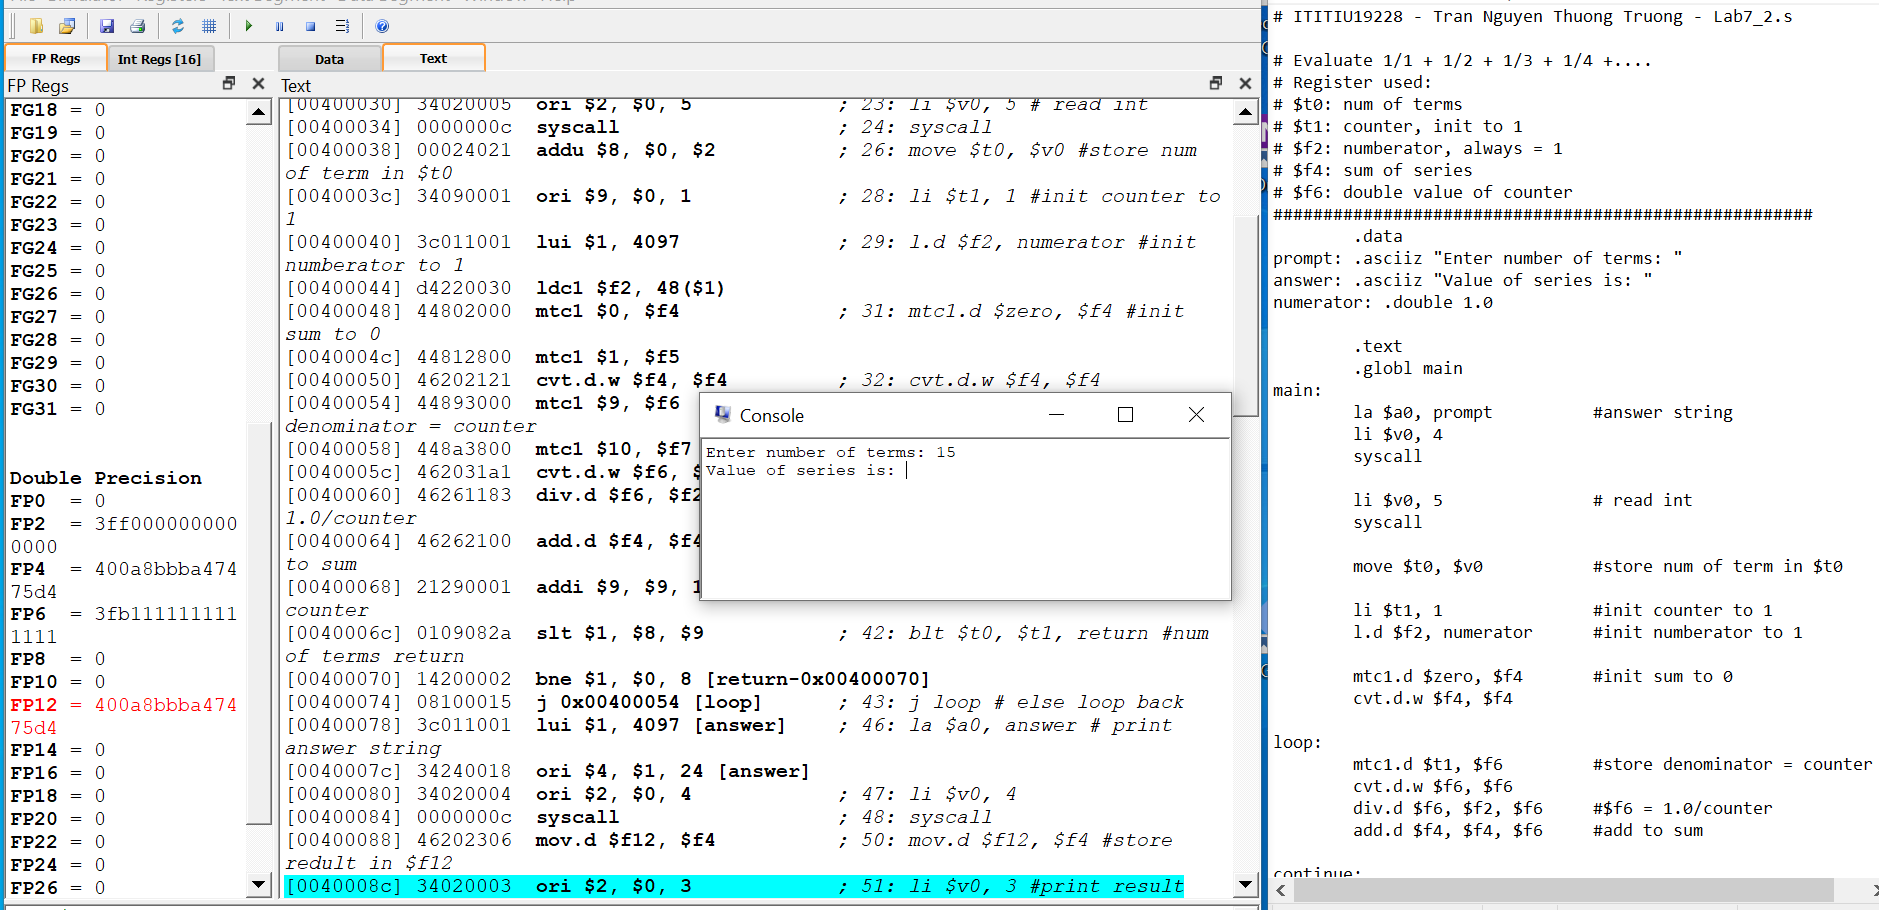 FP Regs
Int Regs [16]
Data
Text
FP Regs
FG18 = 0
FG19 = 0
FG20 = 0
FG21 = 0
FG22 = 0
FG23 = 0
FG24 = 0
FG25 = 0
FG26 = 0
FG27 = 0
FG28 = 0
FG29 = 0
FG30 = 0
FG31 = 0
Double Precision
FP0 = 0
FP2 = 3ff000000000
0000
FP4 = 400a8bbba474
75d4
FP6 = 3fb111111111
1111
FP8 = 0
FP10 = 0
FP12 = 400a8bbba474
75d4
FP14 = 0
FP16 = 0
FP18 = 0
FP20 = 0
FP22 = 0
FP24 = 0
FP26 = 0
Text
[00400030] 34020005 ori $2, $0, 5 ; 23: li $v0, 5 # read int
[00400034] 0000000c syscall ; 24: syscall
[00400038] 00024021 addu $8, $0, $2 ; 26: move $t0, $v0 #store num
of term in $t0
[0040003c] 34090001 ori $9, $0, 1 ; 28: li $t1, 1 #init counter to
1
[00400040] 3c011001 lui $1, 4097 ; 29: l.d $f2, numerator #init
numberator to 1
[00400044] d4220030 ldc1 $f2, 48($1)
[00400048] 44802000 mtc1 $0, $f4 ; 31: mtc1.d $zero, $f4 #init
sum to 0
[0040004c] 44812800 mtc1 $1, $f5
[00400050] 46202121 cvt.d.w $f4, $f4 ; 32: cvt.d.w $f4, $f4
[00400054] 44893000 mtc1 $9, $f6
denominator = counter
[00400058] 448a3800 mtc1 $10, $f7
[0040005c] 462031a1 cvt.d.w $f6, $
[00400060] 46261183 div.d $f6, $f2
1.0/counter
[00400064] 46262100 add.d $f4, $f4
to sum
[00400068] 21290001 addi $9, $9, 1
counter
[0040006c] 0109082a slt $1, $8, $9 ; 42: blt $t0, $t1, return #num
of terms return
[00400070] 14200002 bne $1, $0, 8 [return-0x00400070]
[00400074] 08100015 j 0x00400054 [loop] ; 43: j loop # else loop back
[00400078] 3c011001 lui $1, 4097 [answer] ; 46: la $a0, answer # print
answer string
[0040007c] 34240018 ori $4, $1, 24 [answer]
[00400080] 34020004 ori $2, $0, 4 ; 47: li $v0, 4
[00400084] 0000000c syscall ; 48: syscall
[00400088] 46202306 mov.d $f12, $f4 ; 50: mov.d $f12, $f4 #store
redult in $f12
[0040008c] 34020003 ori $2, $0, 3 ; 51: li $v0, 3 #print result
Console
Enter number of terms: 15
Value of series is:
# ITITIU19228 - Tran Nguyen Thuong Truong - Lab7_2.s
# Evaluate 1/1 + 1/2 + 1/3 + 1/4 +....
# Register used:
# $t0: num of terms
# $t1: counter, init to 1
# $f2: numberator, always = 1
# $f4: sum of series
# $f6: double value of counter
######################################################
.data
prompt: .asciiz "Enter number of terms: "
answer: .asciiz "Value of series is: "
numerator: .double 1.0
.text
.globl main
main:
la $a0, prompt #answer string
li $v0, 4
syscall
li $v0, 5 # read int
syscall
move $t0, $v0 #store num of term in $t0
li $t1, 1 #init counter to 1
l.d $f2, numerator #init numberator to 1
mtc1.d $zero, $f4 #init sum to 0
cvt.d.w $f4, $f4
loop:
mtc1.d $t1, $f6 #store denominator = counter
cvt.d.w $f6, $f6
div.d $f6, $f2, $f6 #$f6 = 1.0/counter
add.d $f4, $f4, $f6 #add to sum
continue: